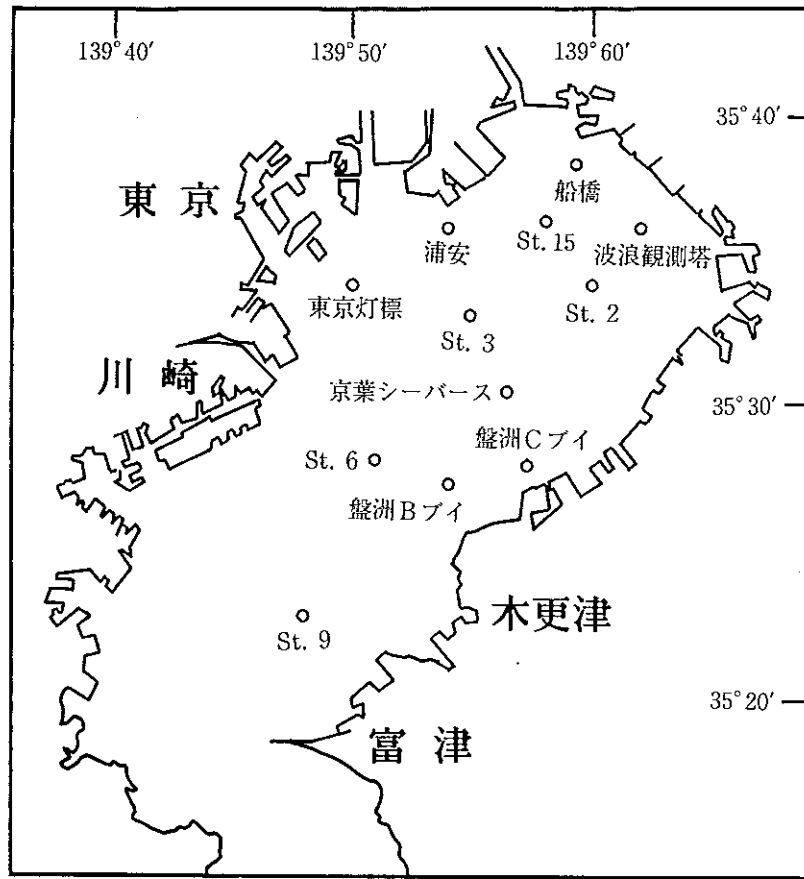 139°40′
139°50′
139°60′
35°40′
東京
船橋
浦安
St. 15
波浪観測塔
東京灯標
St. 2
St. 3
川崎
京葉シーバース
35°30′
盤洲Cブイ
St. 6
盤洲Bブイ
木更津
St. 9
35°20′
富津